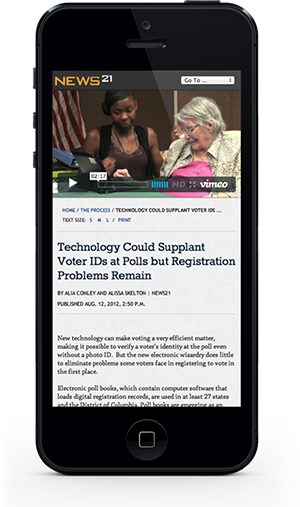 NEWS21
Go To ...
02:17
HD vimeo
HOME / THE PROCESS / TECHNOLOGY COULD SUPPLANT VOTER IDS ...
TEXT SIZE: S M L / PRINT
Technology Could Supplant
Voter IDs at Polls but Registration
Problems Remain
BY ALIA CONLEY AND ALISSA SKELTON | NEWS21
PUBLISHED AUG. 12, 2012, 2:50 P.M.
New technology can make voting a very efficient matter,
making it possible to verify a voter's identity at the poll even
without a photo ID. But the new electronic wizardry does little
to eliminate problems some voters face in registering to vote in
the first place.
Electronic poll books, which contain computer software that
loads digital registration records, are used in at least 27 states
and the District of Columbia. Poll books are emerging as an